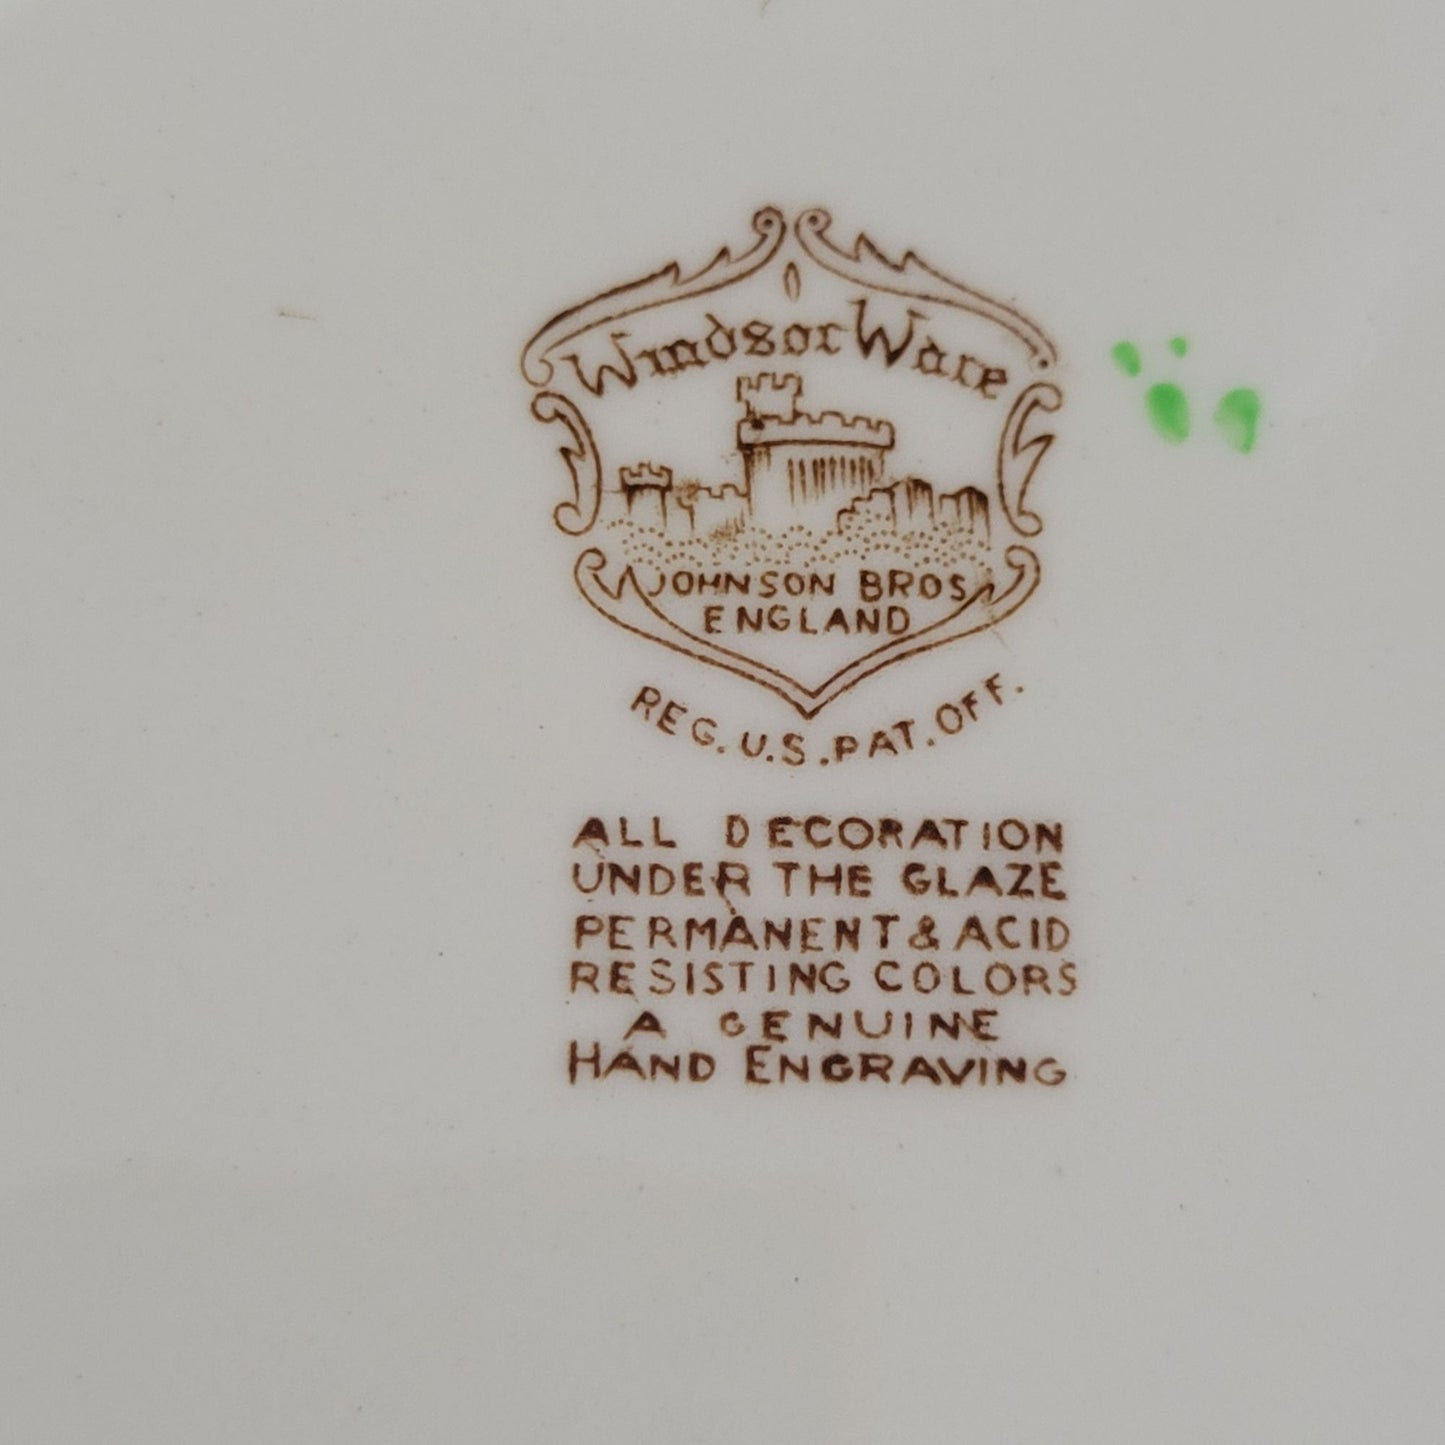 Windsor Ware
JOHNSON BROS
ENGLAND
REG. U.S. PAT. OFF.
ALL DECORATION
UNDER THE GLAZE
PERMANENT & ACID
RESISTING COLORS
A GENUINE
HAND ENGRAVING